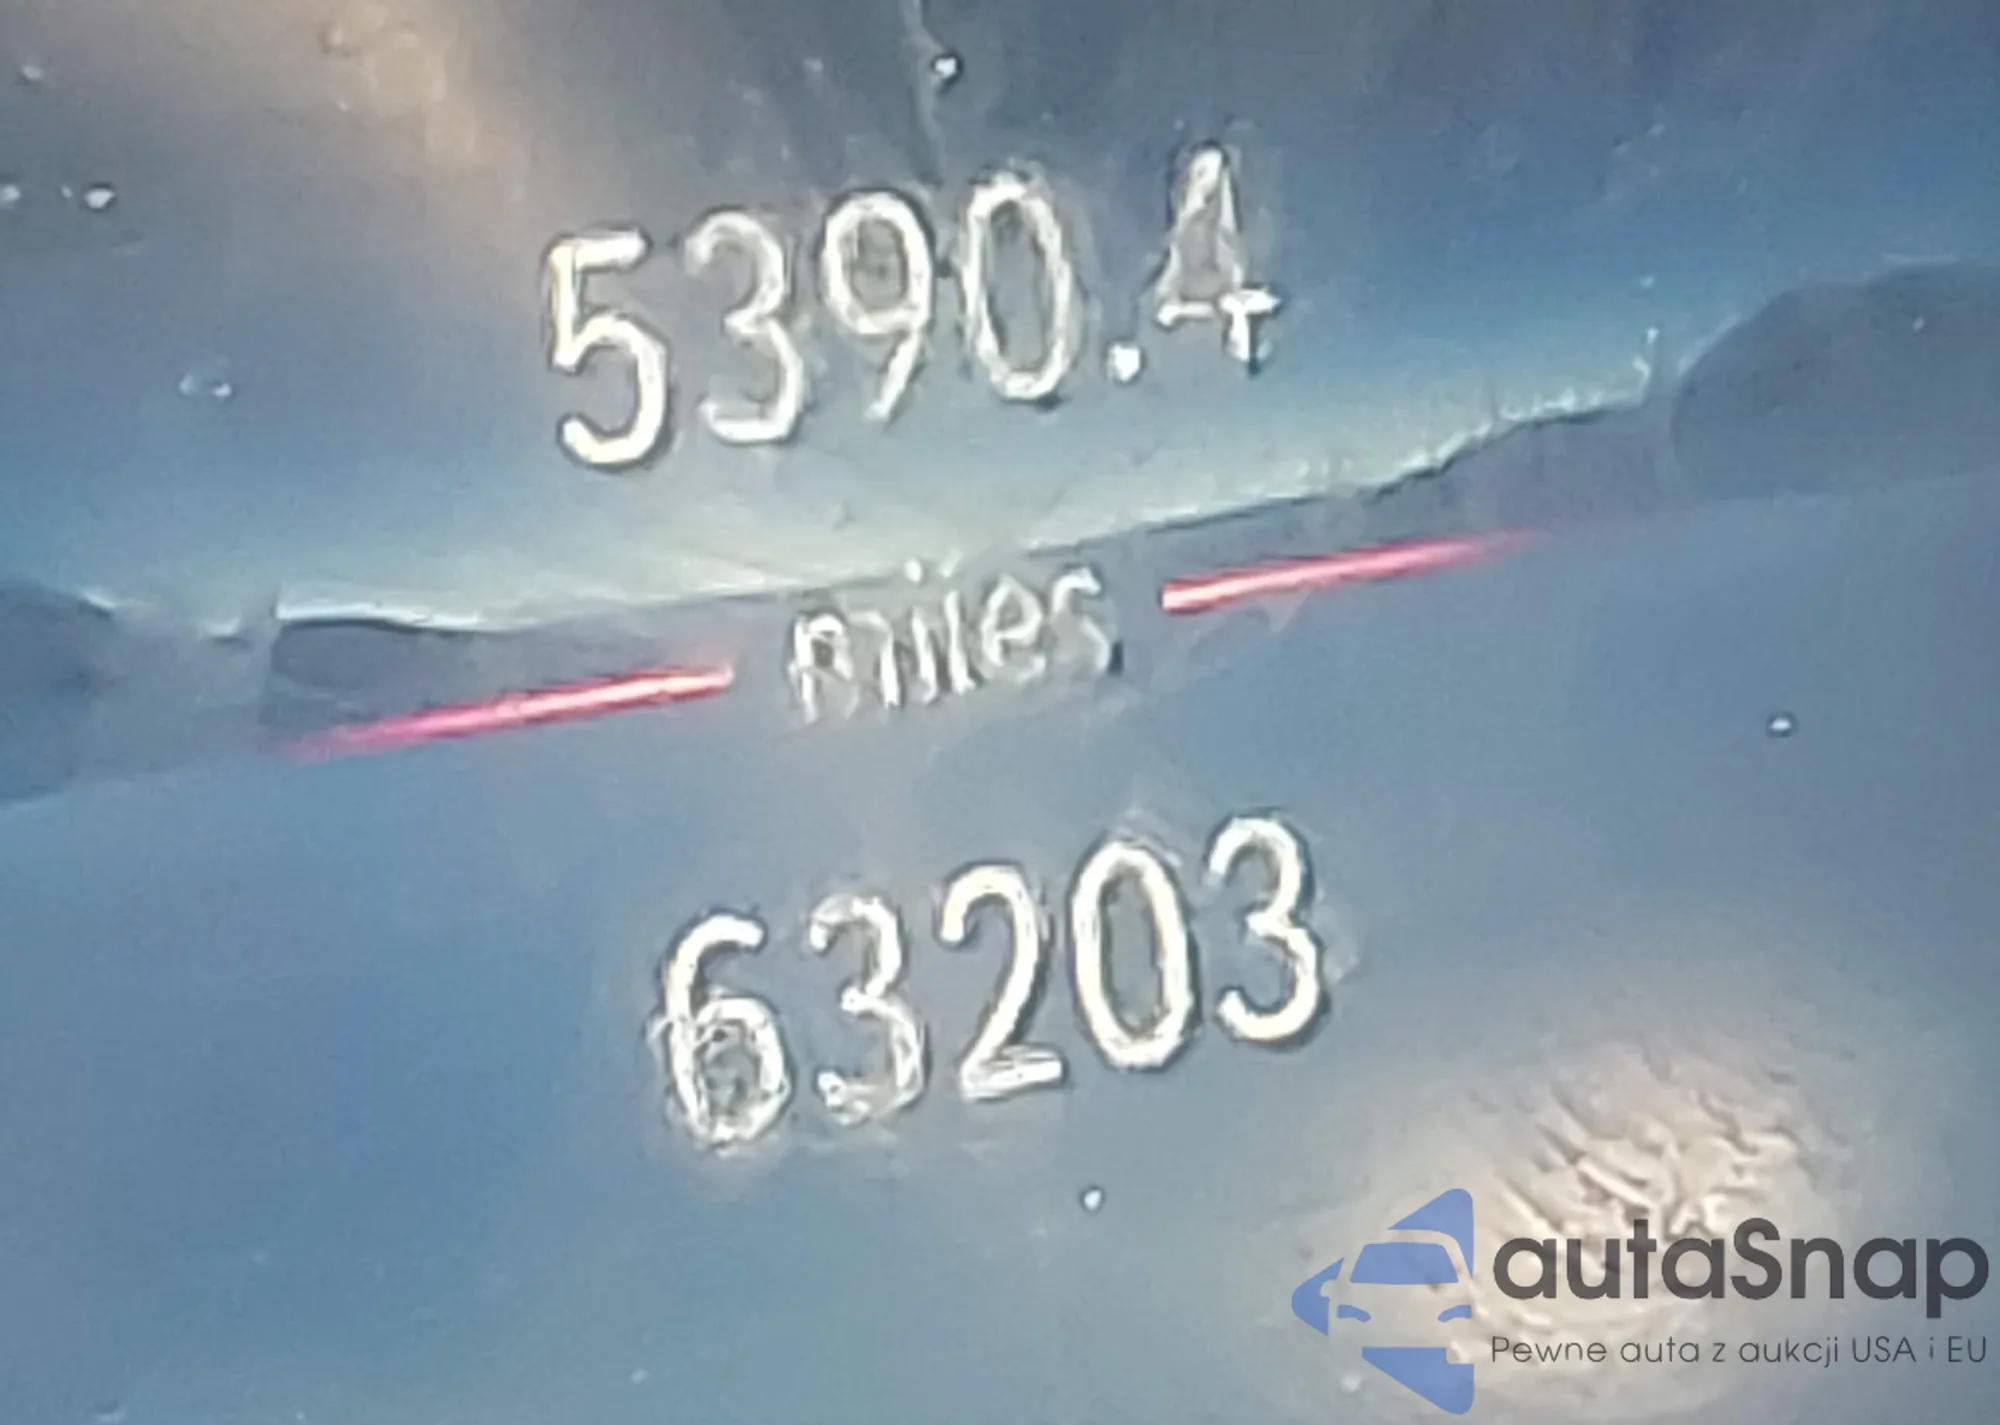 5390.4
miles
63203
autaSnap
Pewne auta z aukcji USA i EU